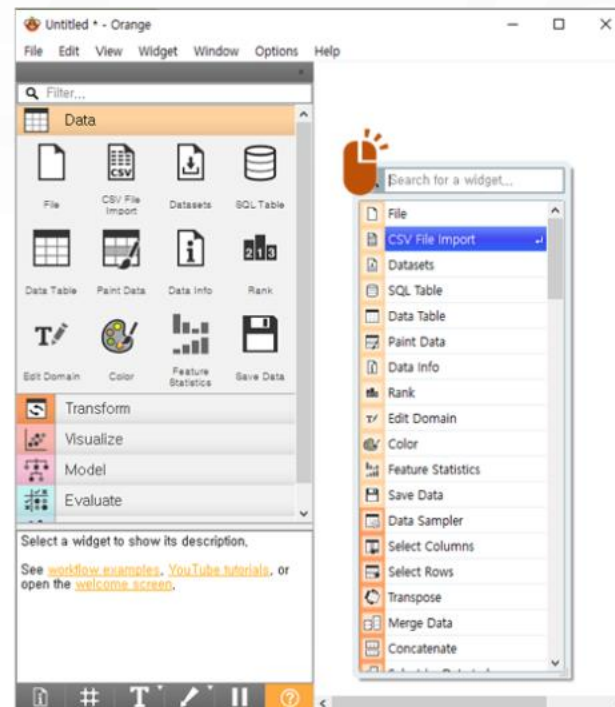 Untitled * - Orange
File Edit View Widget Window Options Help
Filter...
Data
File
CSV File Import
Datasets
SQL Table
Data Table
Paint Data
Data Info
Rank
Edit Domain
Color
Feature Statistics
Save Data
Transform
Visualize
Model
Evaluate
Select a widget to show its description.
See workflow examples, YouTube tutorials, or
open the welcome screen.
Search for a widget...
File
CSV File Import
Datasets
SQL Table
Data Table
Paint Data
Data Info
Rank
Edit Domain
Color
Feature Statistics
Save Data
Data Sampler
Select Columns
Select Rows
Transpose
Merge Data
Concatenate